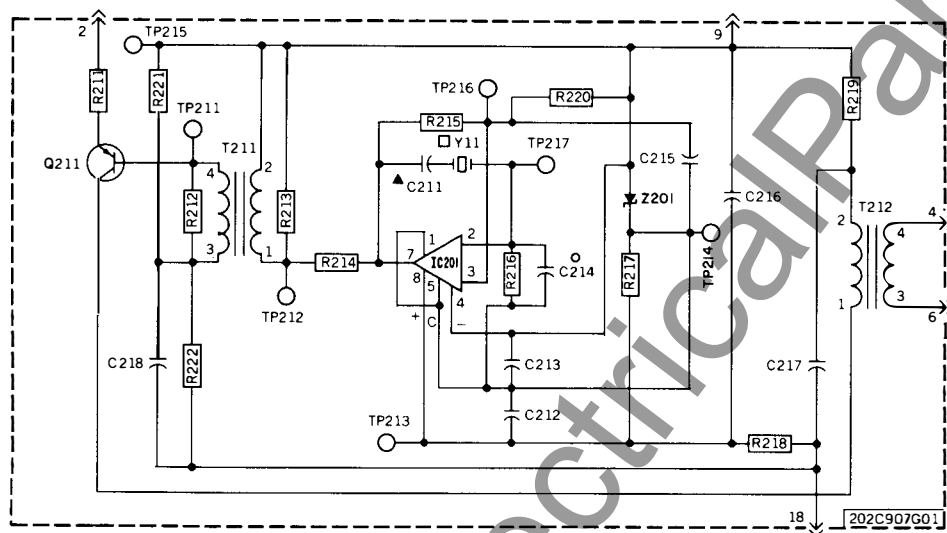 2
9
TP215
R211
R221
TP211
T211
Q211
4
2
R212
R213
3
1
TP212
R214
TP216
R215
R220
Y11
TP217
C211
C215
Z201
C216
R219
T212
2
4
4
1
3
6
7
1
2
IC201
8
5
3
4
+ C -
R216
C214
R217
TP214
C218
R222
C213
C217
C212
TP213
R218
18
202C907G01
ctricalPar